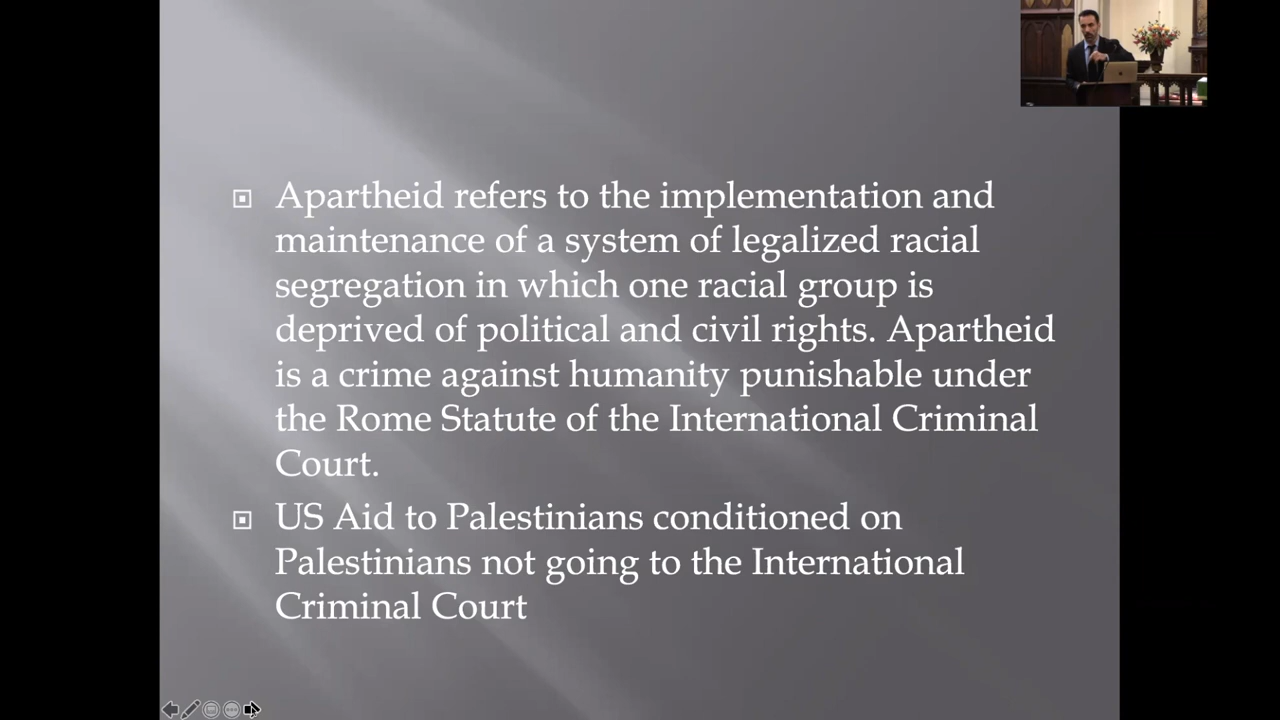 Apartheid refers to the implementation and
maintenance of a system of legalized racial
segregation in which one racial group is
deprived of political and civil rights. Apartheid
is a crime against humanity punishable under
the Rome Statute of the International Criminal
Court.
US Aid to Palestinians conditioned on
Palestinians not going to the International
Criminal Court